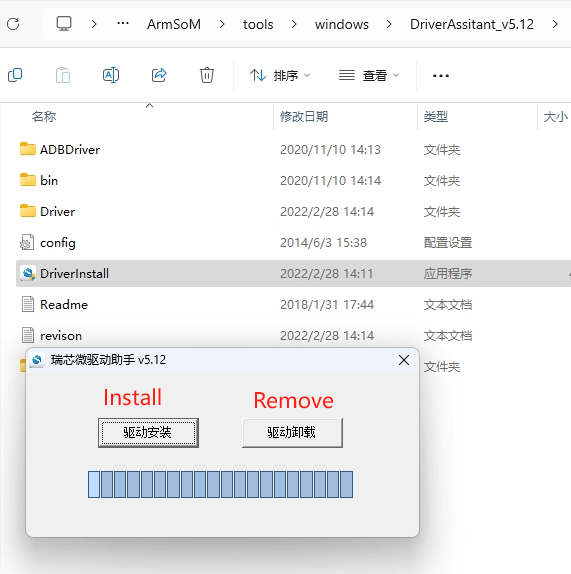 ArmSoM > tools > windows > DriverAssitant_v5.12 >
排序 查看
名称 修改日期 类型 大小
ADBDriver 2020/11/10 14:13 文件夹
bin 2020/11/10 14:14 文件夹
Driver 2022/2/28 14:14 文件夹
config 2014/6/3 15:38 配置设置
DriverInstall 2022/2/28 14:11 应用程序
Readme 2018/1/31 17:44 文本文档
revison 2022/2/28 14:14 文本文档
文件夹
瑞芯微驱动助手 v5.12
Install Remove
驱动安装 驱动卸载